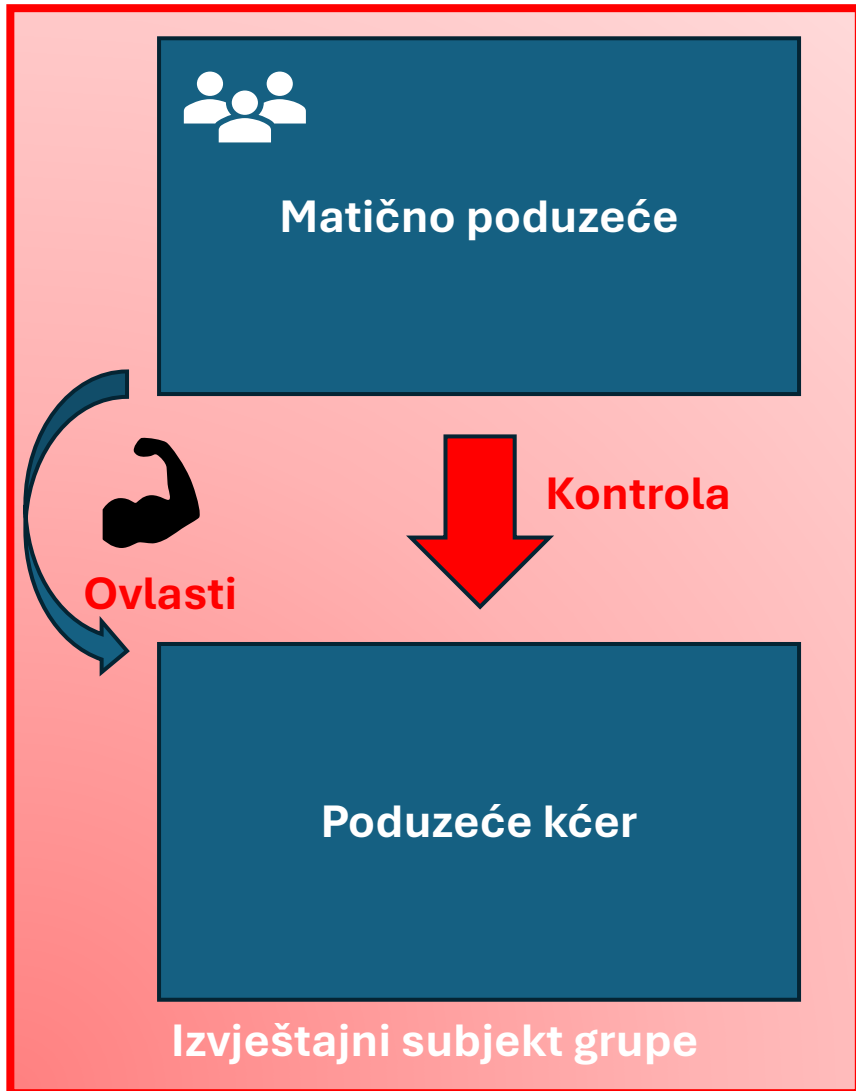 Matično poduzeće
Kontrola
Ovlasti
Poduzeće kćer
Izvještajni subjekt grupe